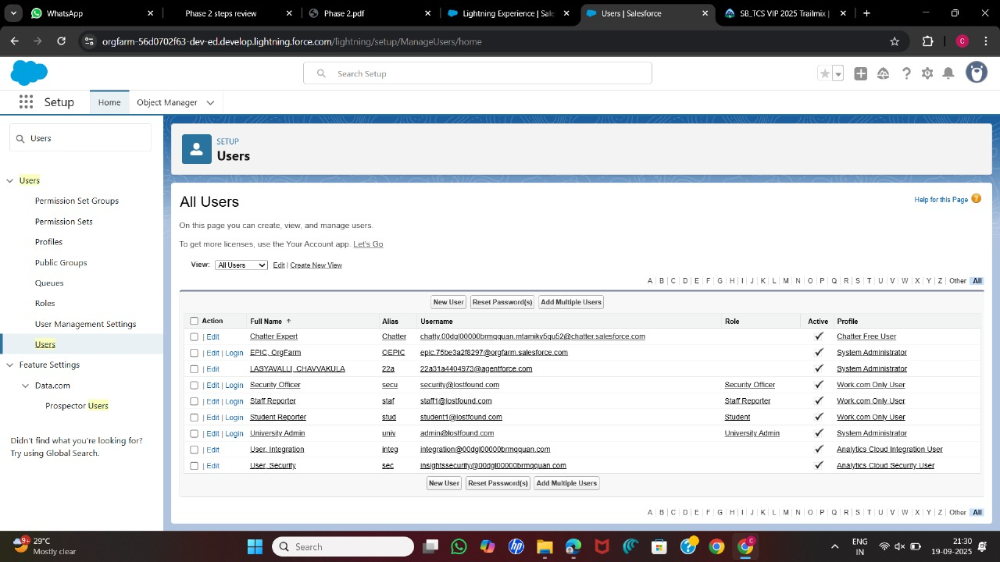 WhatsApp
Phase 2 steps review
Phase 2.pdf
Lightning Experience | Sale
Users | Salesforce
SB_TCS VIP 2025 Trailmix |
orgfarm-56d0702f63-dev-ed.develop.lightning.force.com/lightning/setup/ManageUsers/home
C
Search Setup
Setup
Home
Object Manager
Users
Users
Permission Set Groups
Permission Sets
Profiles
Public Groups
Queues
Roles
User Management Settings
Users
Feature Settings
Data.com
Prospector Users
Didn't find what you're looking for?
Try using Global Search.
SETUP
Users
All Users
Help for this Page ?
On this page you can create, view, and manage users.
To get more licenses, use the Your Account app. Let's Go
View: All Users Edit | Create New View
A | B | C | D | E | F | G | H | I | J | K | L | M | N | O | P | Q | R | S | T | U | V | W | X | Y | Z | Other All
New User Reset Password(s) Add Multiple Users
Action Full Name ↑ Alias Username Role Active Profile
| Edit Chatter Expert Chatter chatty.00dgl00000brmqquan.mtamikv5qu52@chatter.salesforce.com ✓ Chatter Free User
| Edit | Login EPIC, OrgFarm OEPIC epic.75be3a2f8297@orgfarm.salesforce.com ✓ System Administrator
| Edit LASYAVALLI, CHAVVAKULA 22a 22a31a4404973@agentforce.com ✓ System Administrator
| Edit | Login Security Officer secu security@lostfound.com Security Officer ✓ Work.com Only User
| Edit | Login Staff Reporter staf staff1@lostfound.com Staff Reporter ✓ Work.com Only User
| Edit | Login Student Reporter stud student1@lostfound.com Student ✓ Work.com Only User
| Edit | Login University Admin univ admin@lostfound.com University Admin ✓ System Administrator
| Edit User, Integration integ integration@00dgl00000brmqquan.com ✓ Analytics Cloud Integration User
| Edit User, Security sec insightssecurity@00dgl00000brmqquan.com ✓ Analytics Cloud Security User
New User Reset Password(s) Add Multiple Users
A | B | C | D | E | F | G | H | I | J | K | L | M | N | O | P | Q | R | S | T | U | V | W | X | Y | Z | Other All
9+
29°C
Mostly clear
Search
hp
C
ENG
IN
21:30
19-09-2025